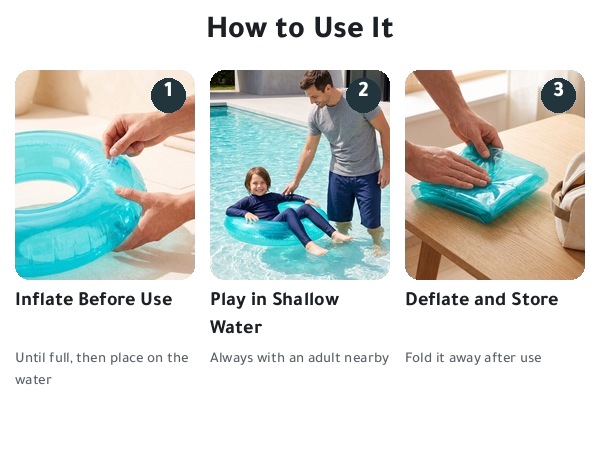 How to Use It
1
2
3
Inflate Before Use
Until full, then place on the
water
Play in Shallow
Water
Always with an adult nearby
Deflate and Store
Fold it away after use